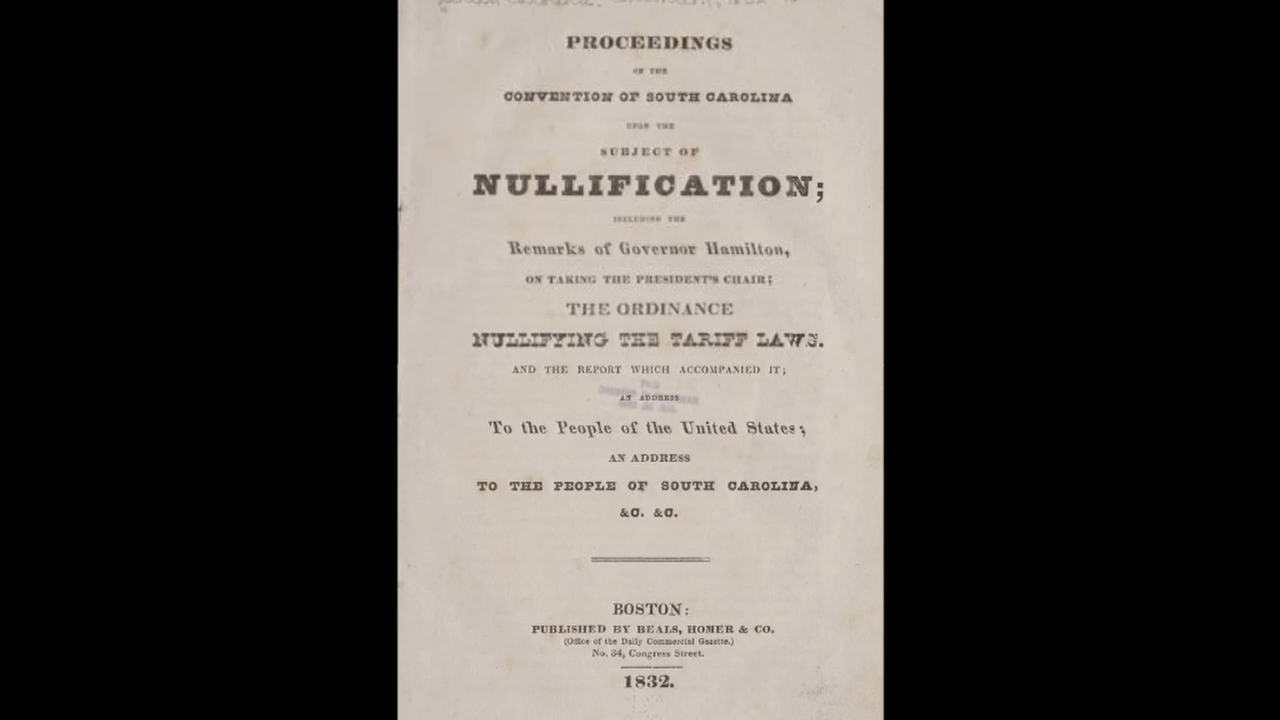 PROCEEDINGS
OF THE
CONVENTION OF SOUTH CAROLINA
UPON THE
SUBJECT OF
NULLIFICATION;
INCLUDING THE
Remarks of Governor Hamilton,
ON TAKING THE PRESIDENT'S CHAIR;
THE ORDINANCE
NULLIFYING THE TARIFF LAWS.
AND THE REPORT WHICH ACCOMPANIED IT;
AN ADDRESS
To the People of the United States;
AN ADDRESS
TO THE PEOPLE OF SOUTH CAROLINA,
&C. &C.
BOSTON:
PUBLISHED BY BEALS, HOMER & CO.
(Office of the Daily Commercial Gazette.)
No. 34, Congress Street.
1832.